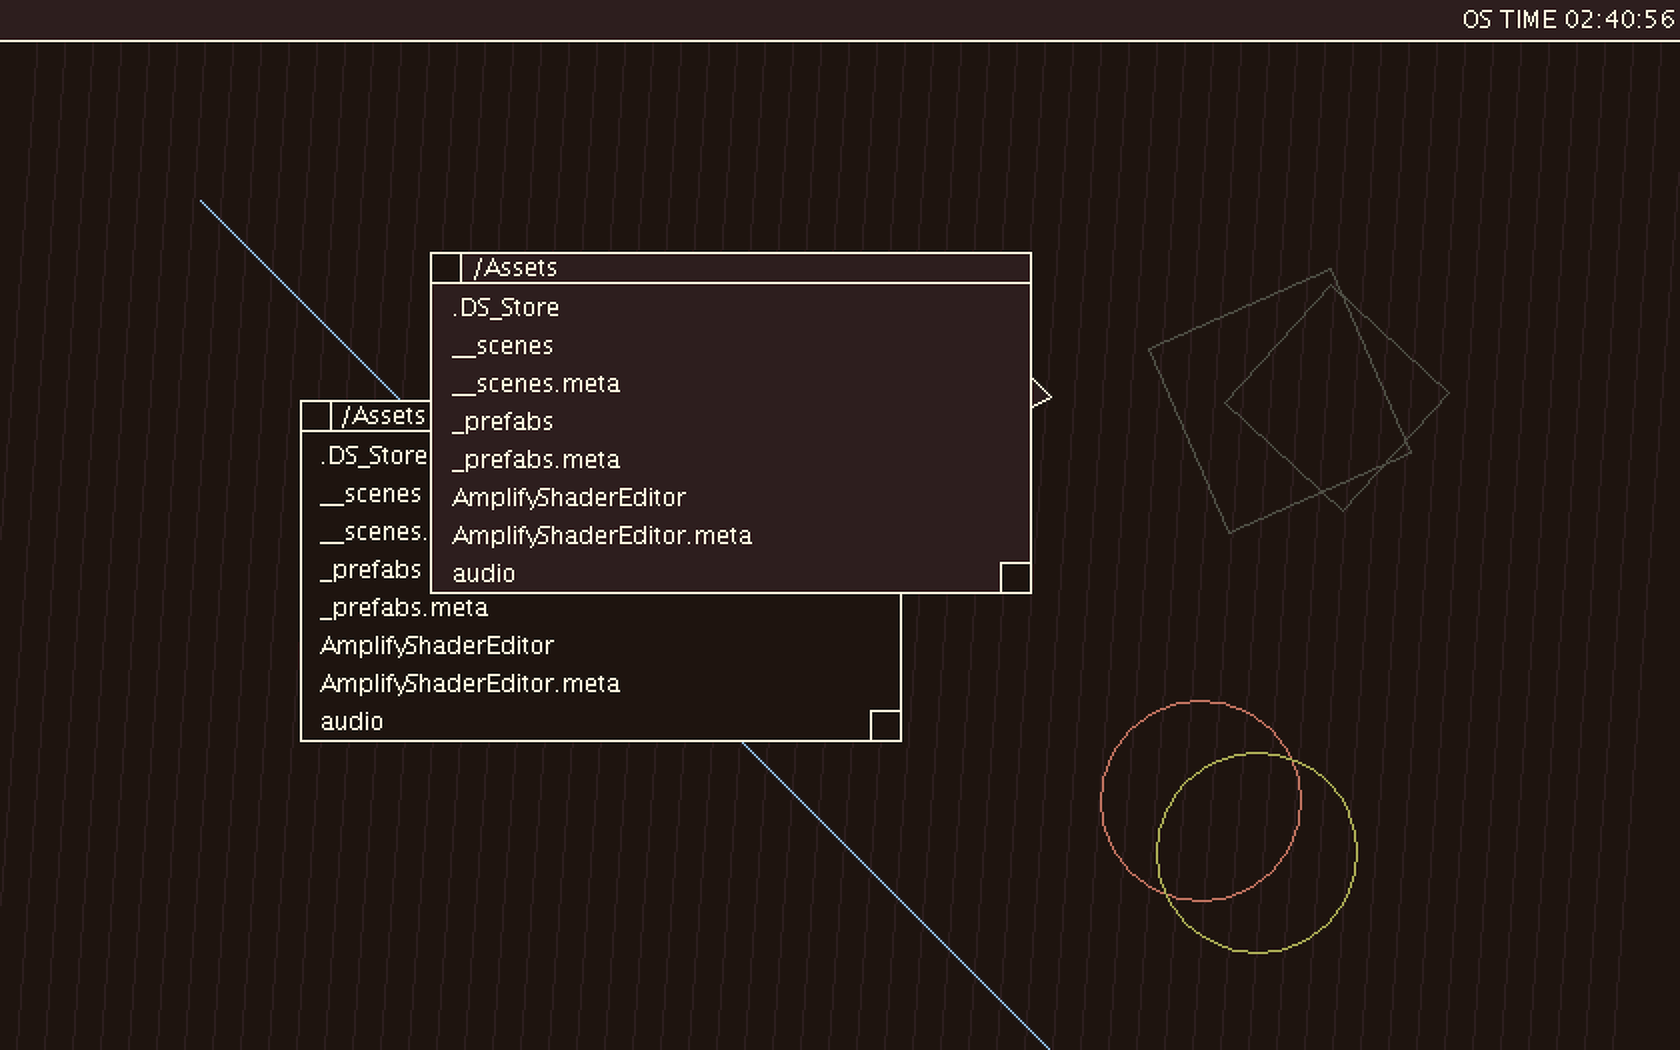 OS TIME 02:40:56
/Assets
.DS_Store
__scenes
__scenes.meta
_prefabs
_prefabs.meta
AmplifyShaderEditor
AmplifyShaderEditor.meta
audio
/Assets
.DS_Store
__scenes
__scenes.
_prefabs
_prefabs.meta
AmplifyShaderEditor
AmplifyShaderEditor.meta
audio